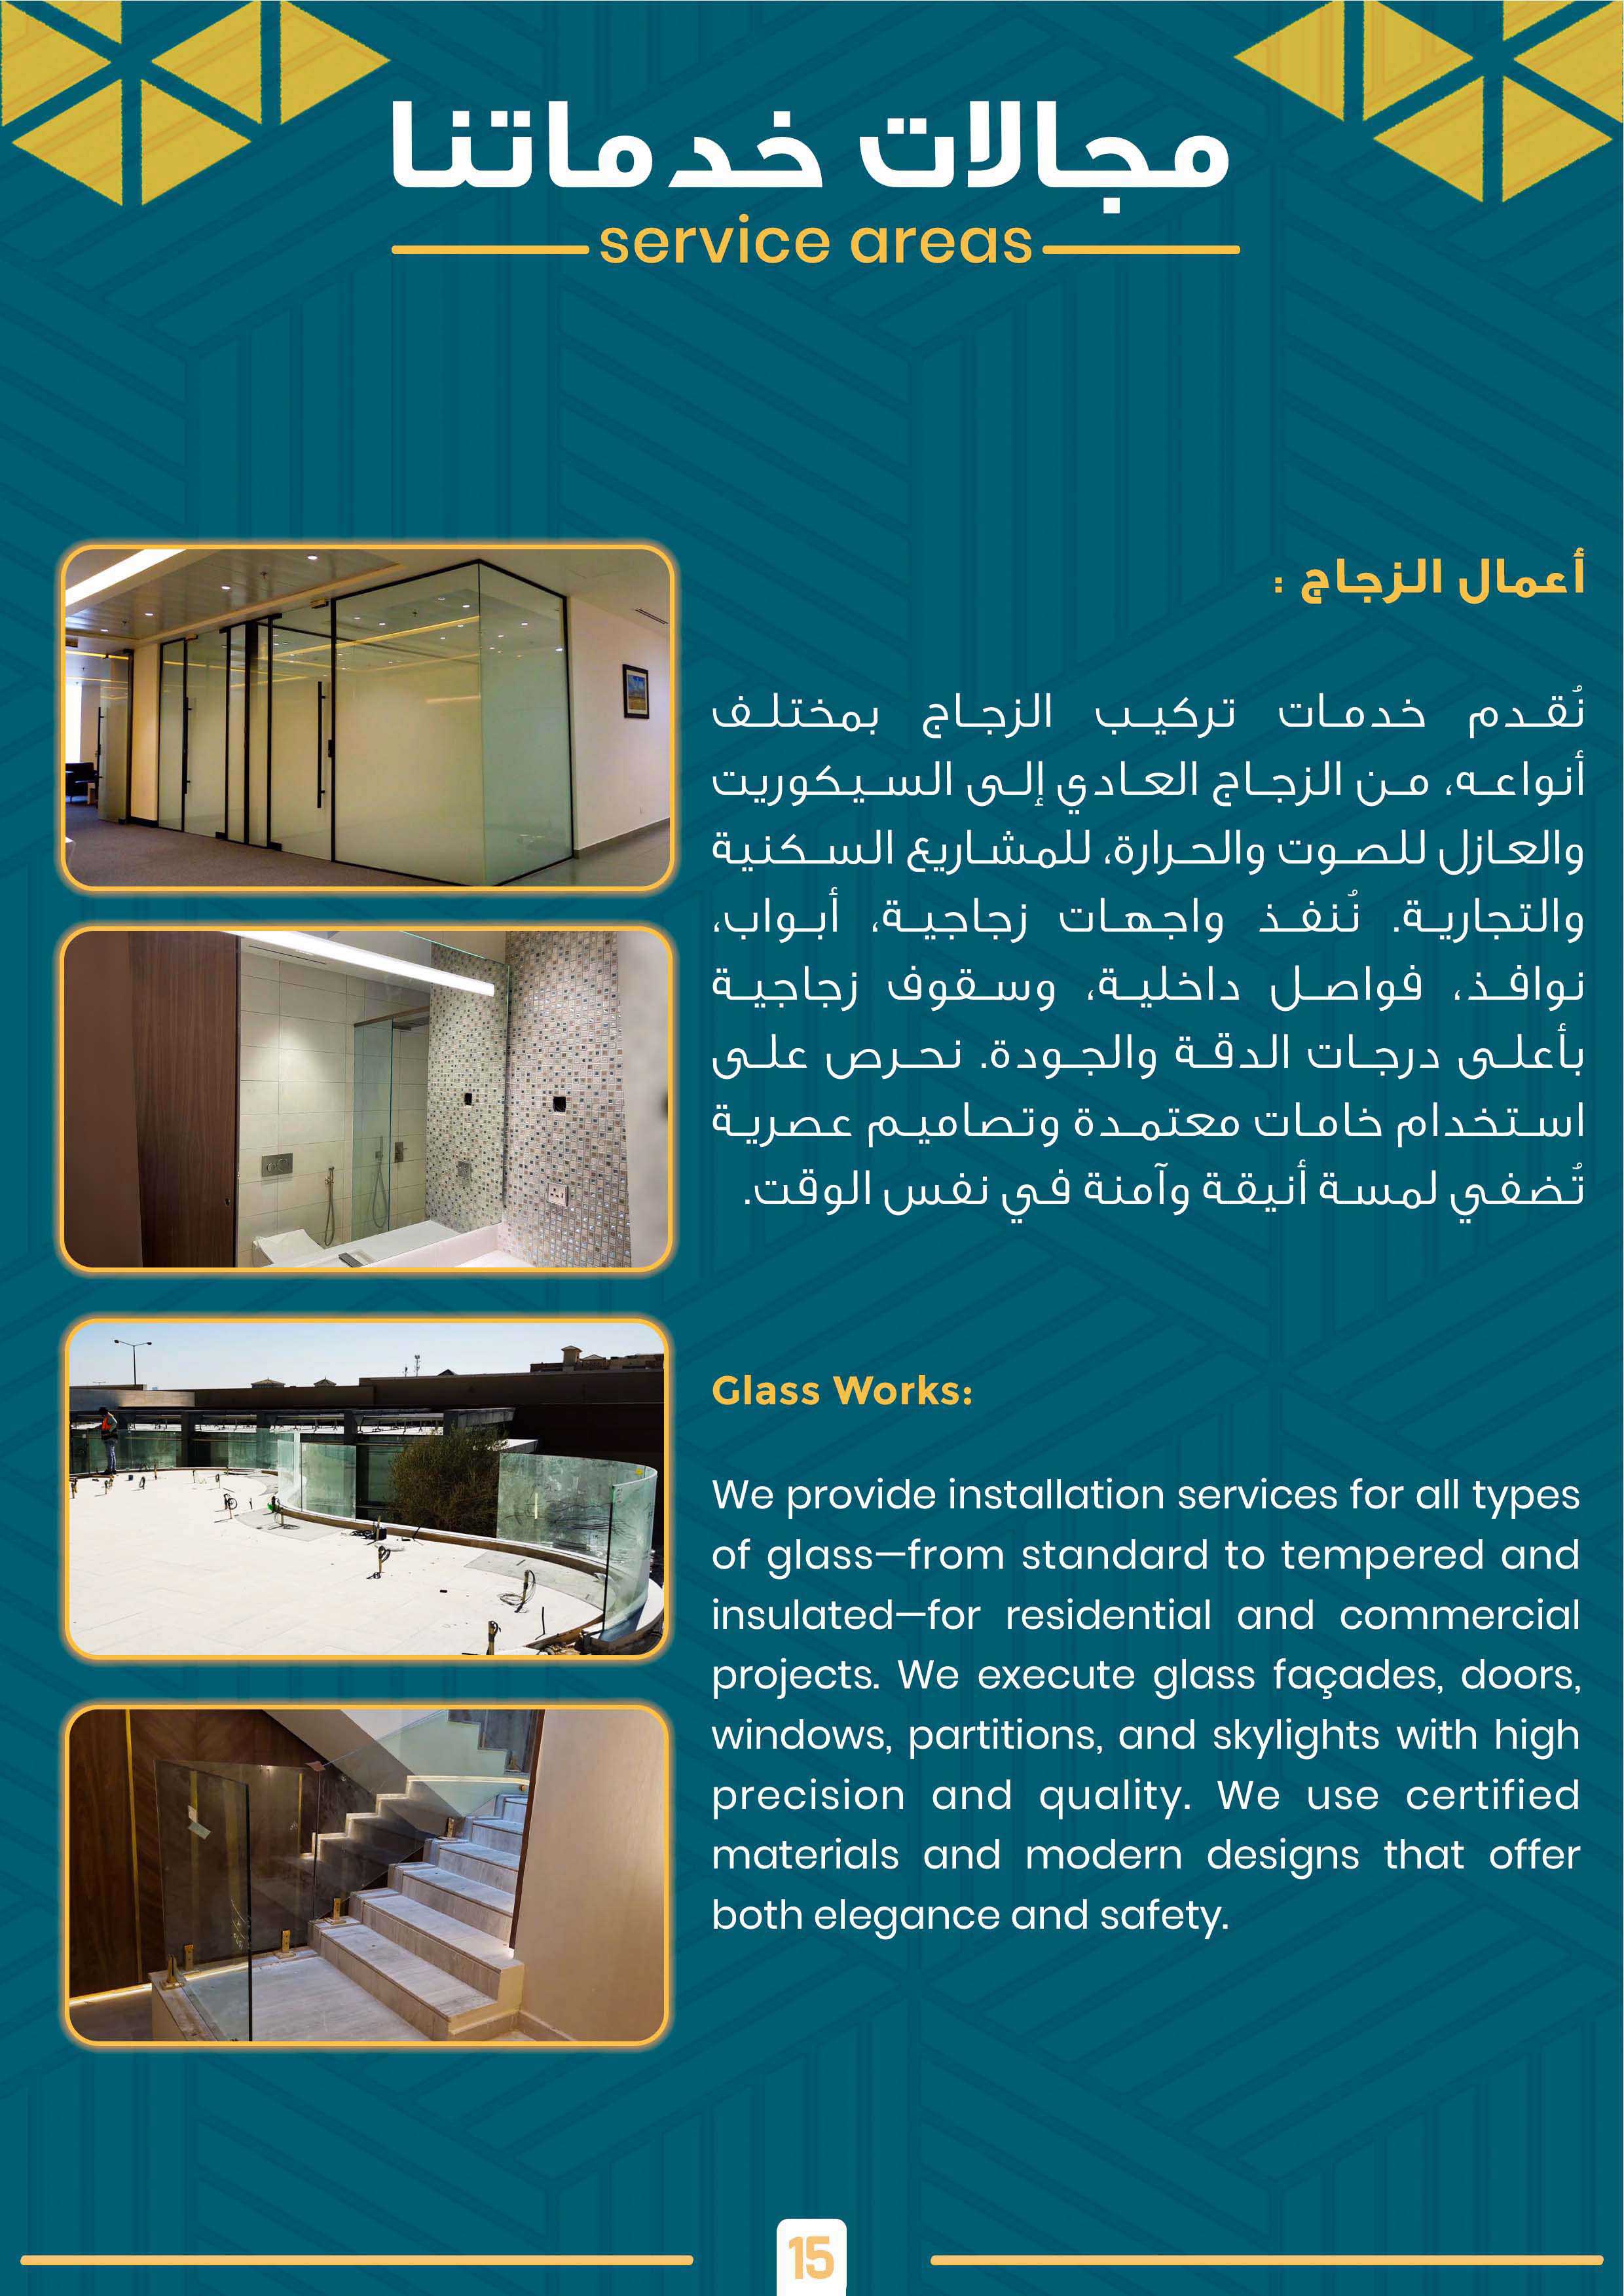 مجالات خدماتنا
service areas
أعمال الزجاج :
نُقدم خدمات تركيب الزجاج بمختلف
أنواعه، من الزجاج العادي إلى السيكوريت
والعازل للصوت والحرارة، للمشاريع السكنية
والتجارية. نُنفذ واجهات زجاجية، أبواب،
نوافذ، فواصل داخلية، وسقوف زجاجية
بأعلى درجات الدقة والجودة. نحرص على
استخدام خامات معتمدة وتصاميم عصرية
تُضفي لمسة أنيقة وآمنة في نفس الوقت.
Glass Works:
We provide installation services for all types
of glass—from standard to tempered and
insulated—for residential and commercial
projects. We execute glass façades, doors,
windows, partitions, and skylights with high
precision and quality. We use certified
materials and modern designs that offer
both elegance and safety.
15